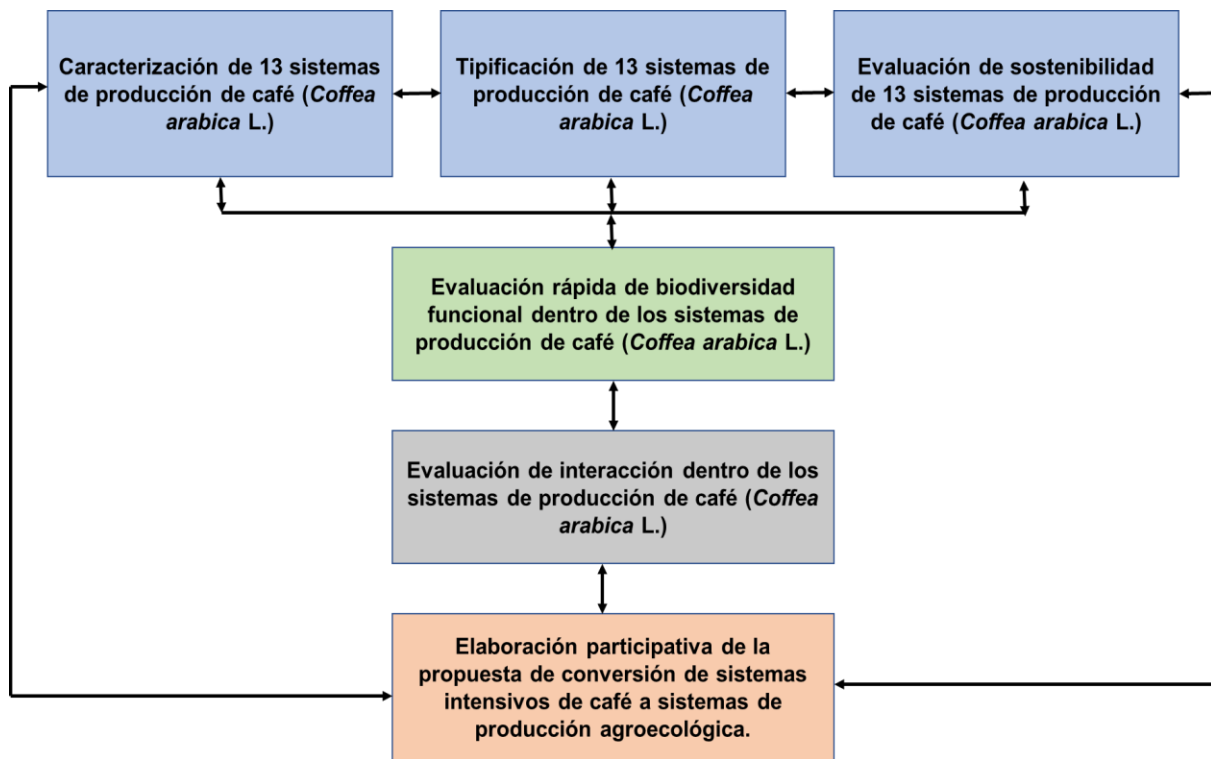 Caracterización de 13 sistemas
de producción de café (Coffea
arabica L.)
Tipificación de 13 sistemas de
producción de café (Coffea
arabica L.)
Evaluación de sostenibilidad
de 13 sistemas de producción
de café (Coffea arabica L.)
Evaluación rápida de biodiversidad
funcional dentro de los sistemas de
producción de café (Coffea arabica L.)
Evaluación de interacción dentro de los
sistemas de producción de café (Coffea
arabica L.)
Elaboración participativa de la
propuesta de conversión de sistemas
intensivos de café a sistemas de
producción agroecológica.